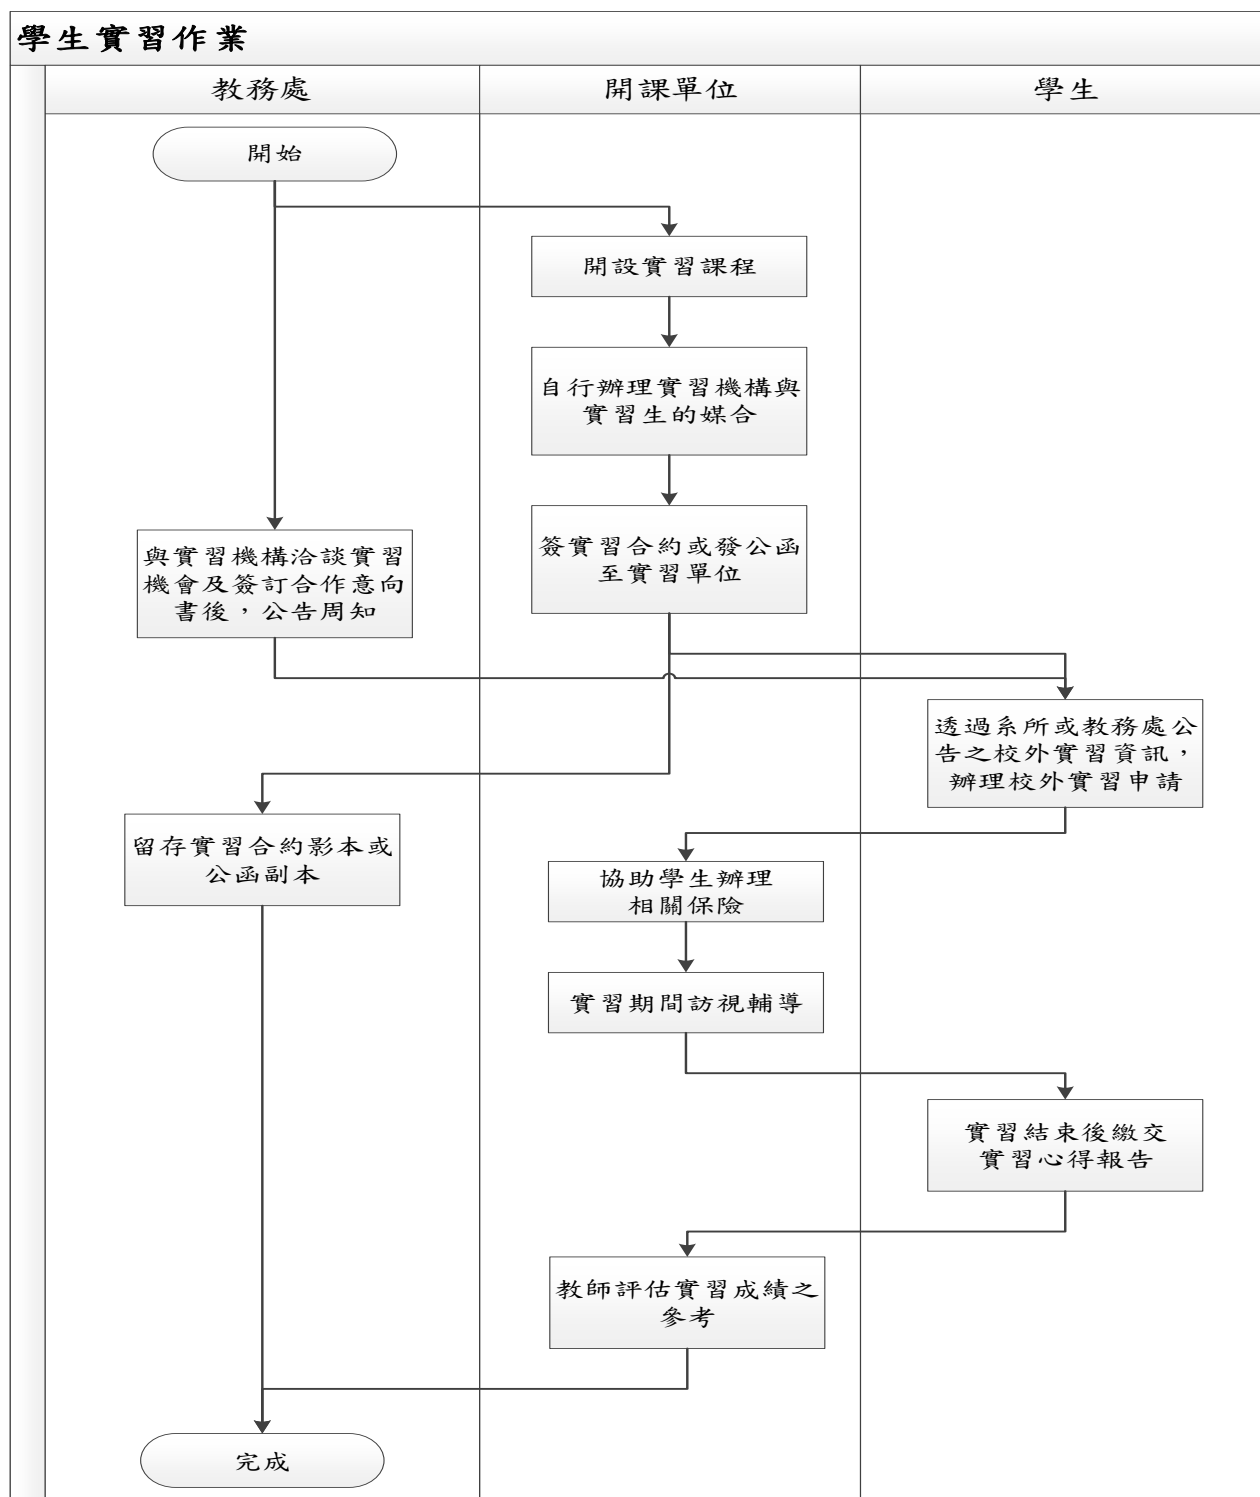 學生實習作業
教務處
開課單位
學生
開始
開設實習課程
自行辦理實習機構與
實習生的媒合
簽實習合約或發公函
至實習單位
與實習機構洽談實習
機會及簽訂合作意向
書後，公告周知
透過系所或教務處公
告之校外實習資訊，
辦理校外實習申請
留存實習合約影本或
公函副本
協助學生辦理
相關保險
實習期間訪視輔導
實習結束後繳交
實習心得報告
教師評估實習成績之
參考
完成